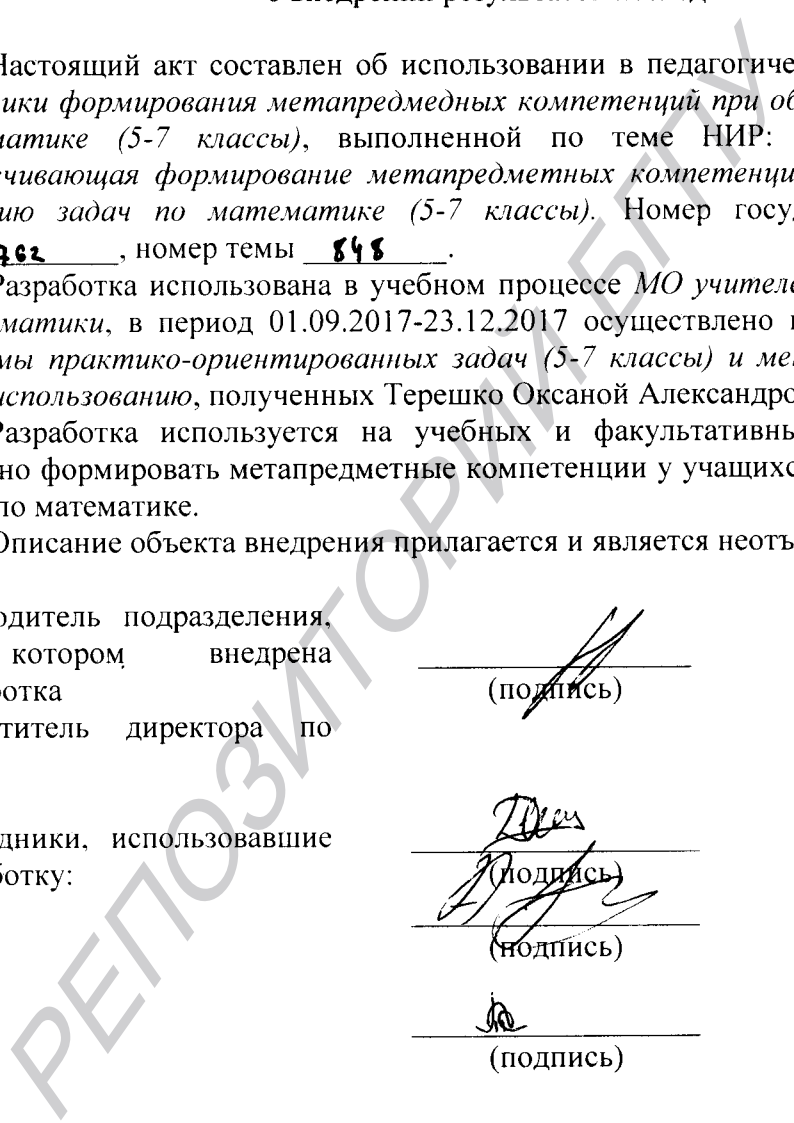 Настоящий акт составлен об использовании в педагогиче
ики формирования метапредмедных компетенций при об
матике (5-7 классы), выполненной по теме НИР:
чивающая формирование метапредметных компетенци
ию задач по математике (5-7 классы). Номер госу
, номер темы 848.
Разработка использована в учебном процессе МО учителе
матики, в период 01.09.2017-23.12.2017 осуществлено
мы практико-ориентированных задач (5-7 классы) и ме
использованию, полученных Терешко Оксаной Александро
Разработка используется на учебных и факультативны
но формировать метапредметные компетенции у учащихс
по математике.
Описание объекта внедрения прилагается и является неотъ
одитель подразделения,
котором внедрена
отка
(подпись)
титель директора по
дники, использовавшие
ботку:
(подпись)
(подпись)
(подпись)
РЕПОЗИТОРИЙ БГПУ